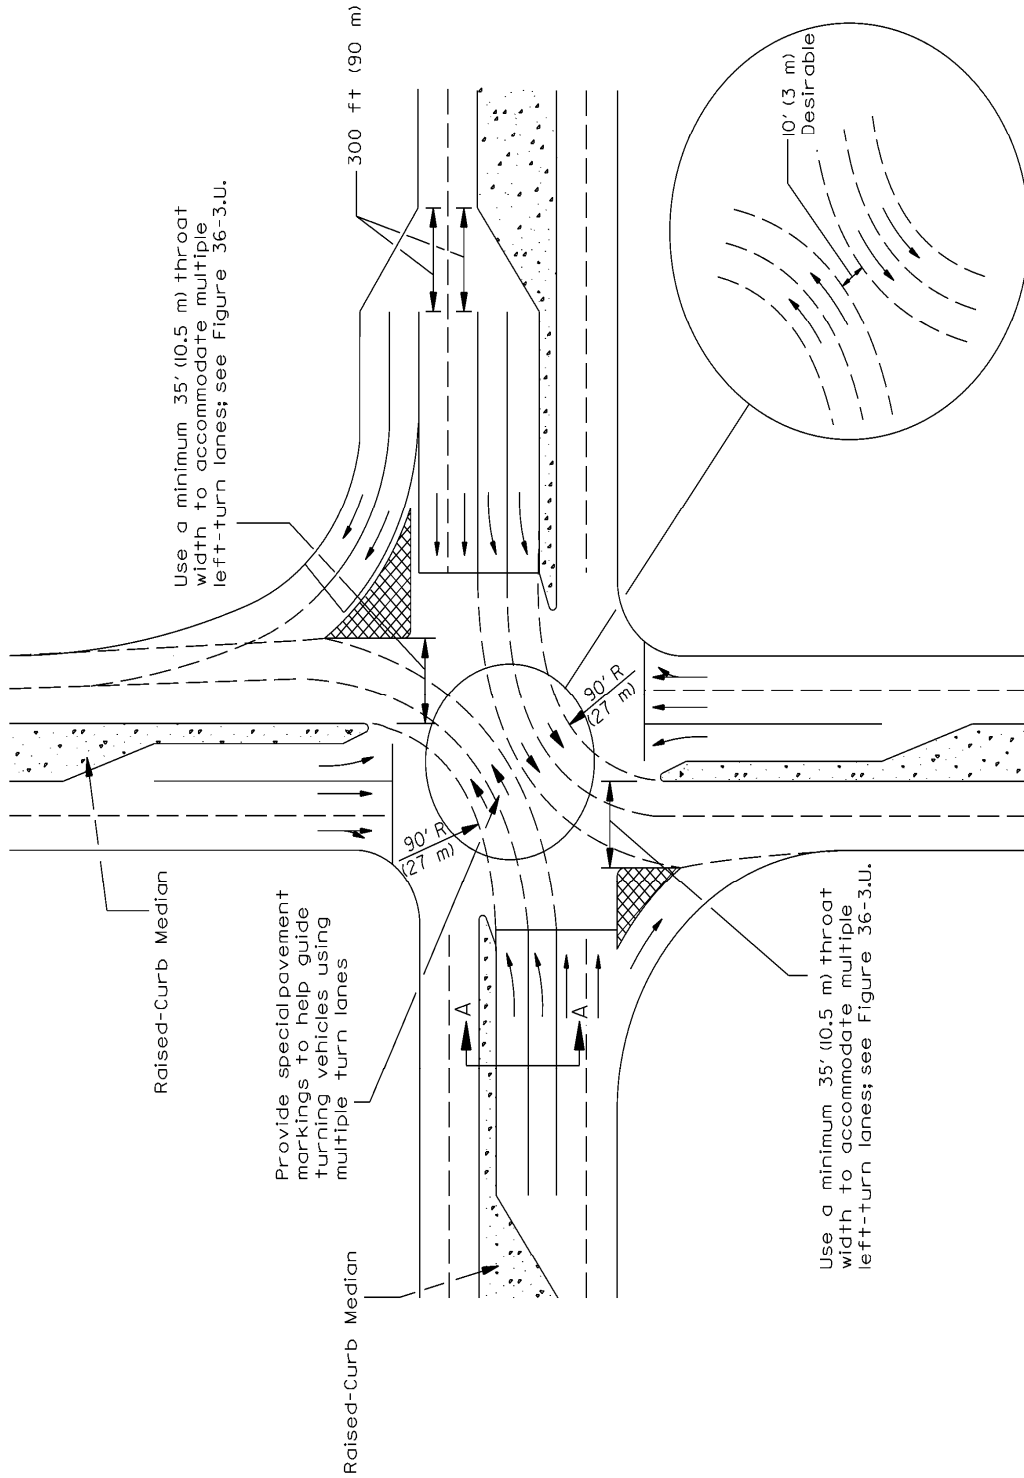 Raised-Curb Median
Raised-Curb Median
Provide special pavement
markings to help guide
turning vehicles using
multiple turn lanes
Use a minimum 35' (10.5 m) throat
width to accommodate multiple
left-turn lanes; see Figure 36-3.U.
300 ft (90 m)
90' R
(27 m)
90' R
(27 m)
A
A
Use a minimum 35' (10.5 m) throat
width to accommodate multiple
left-turn lanes; see Figure 36-3.U.
10' (3 m)
Desirable